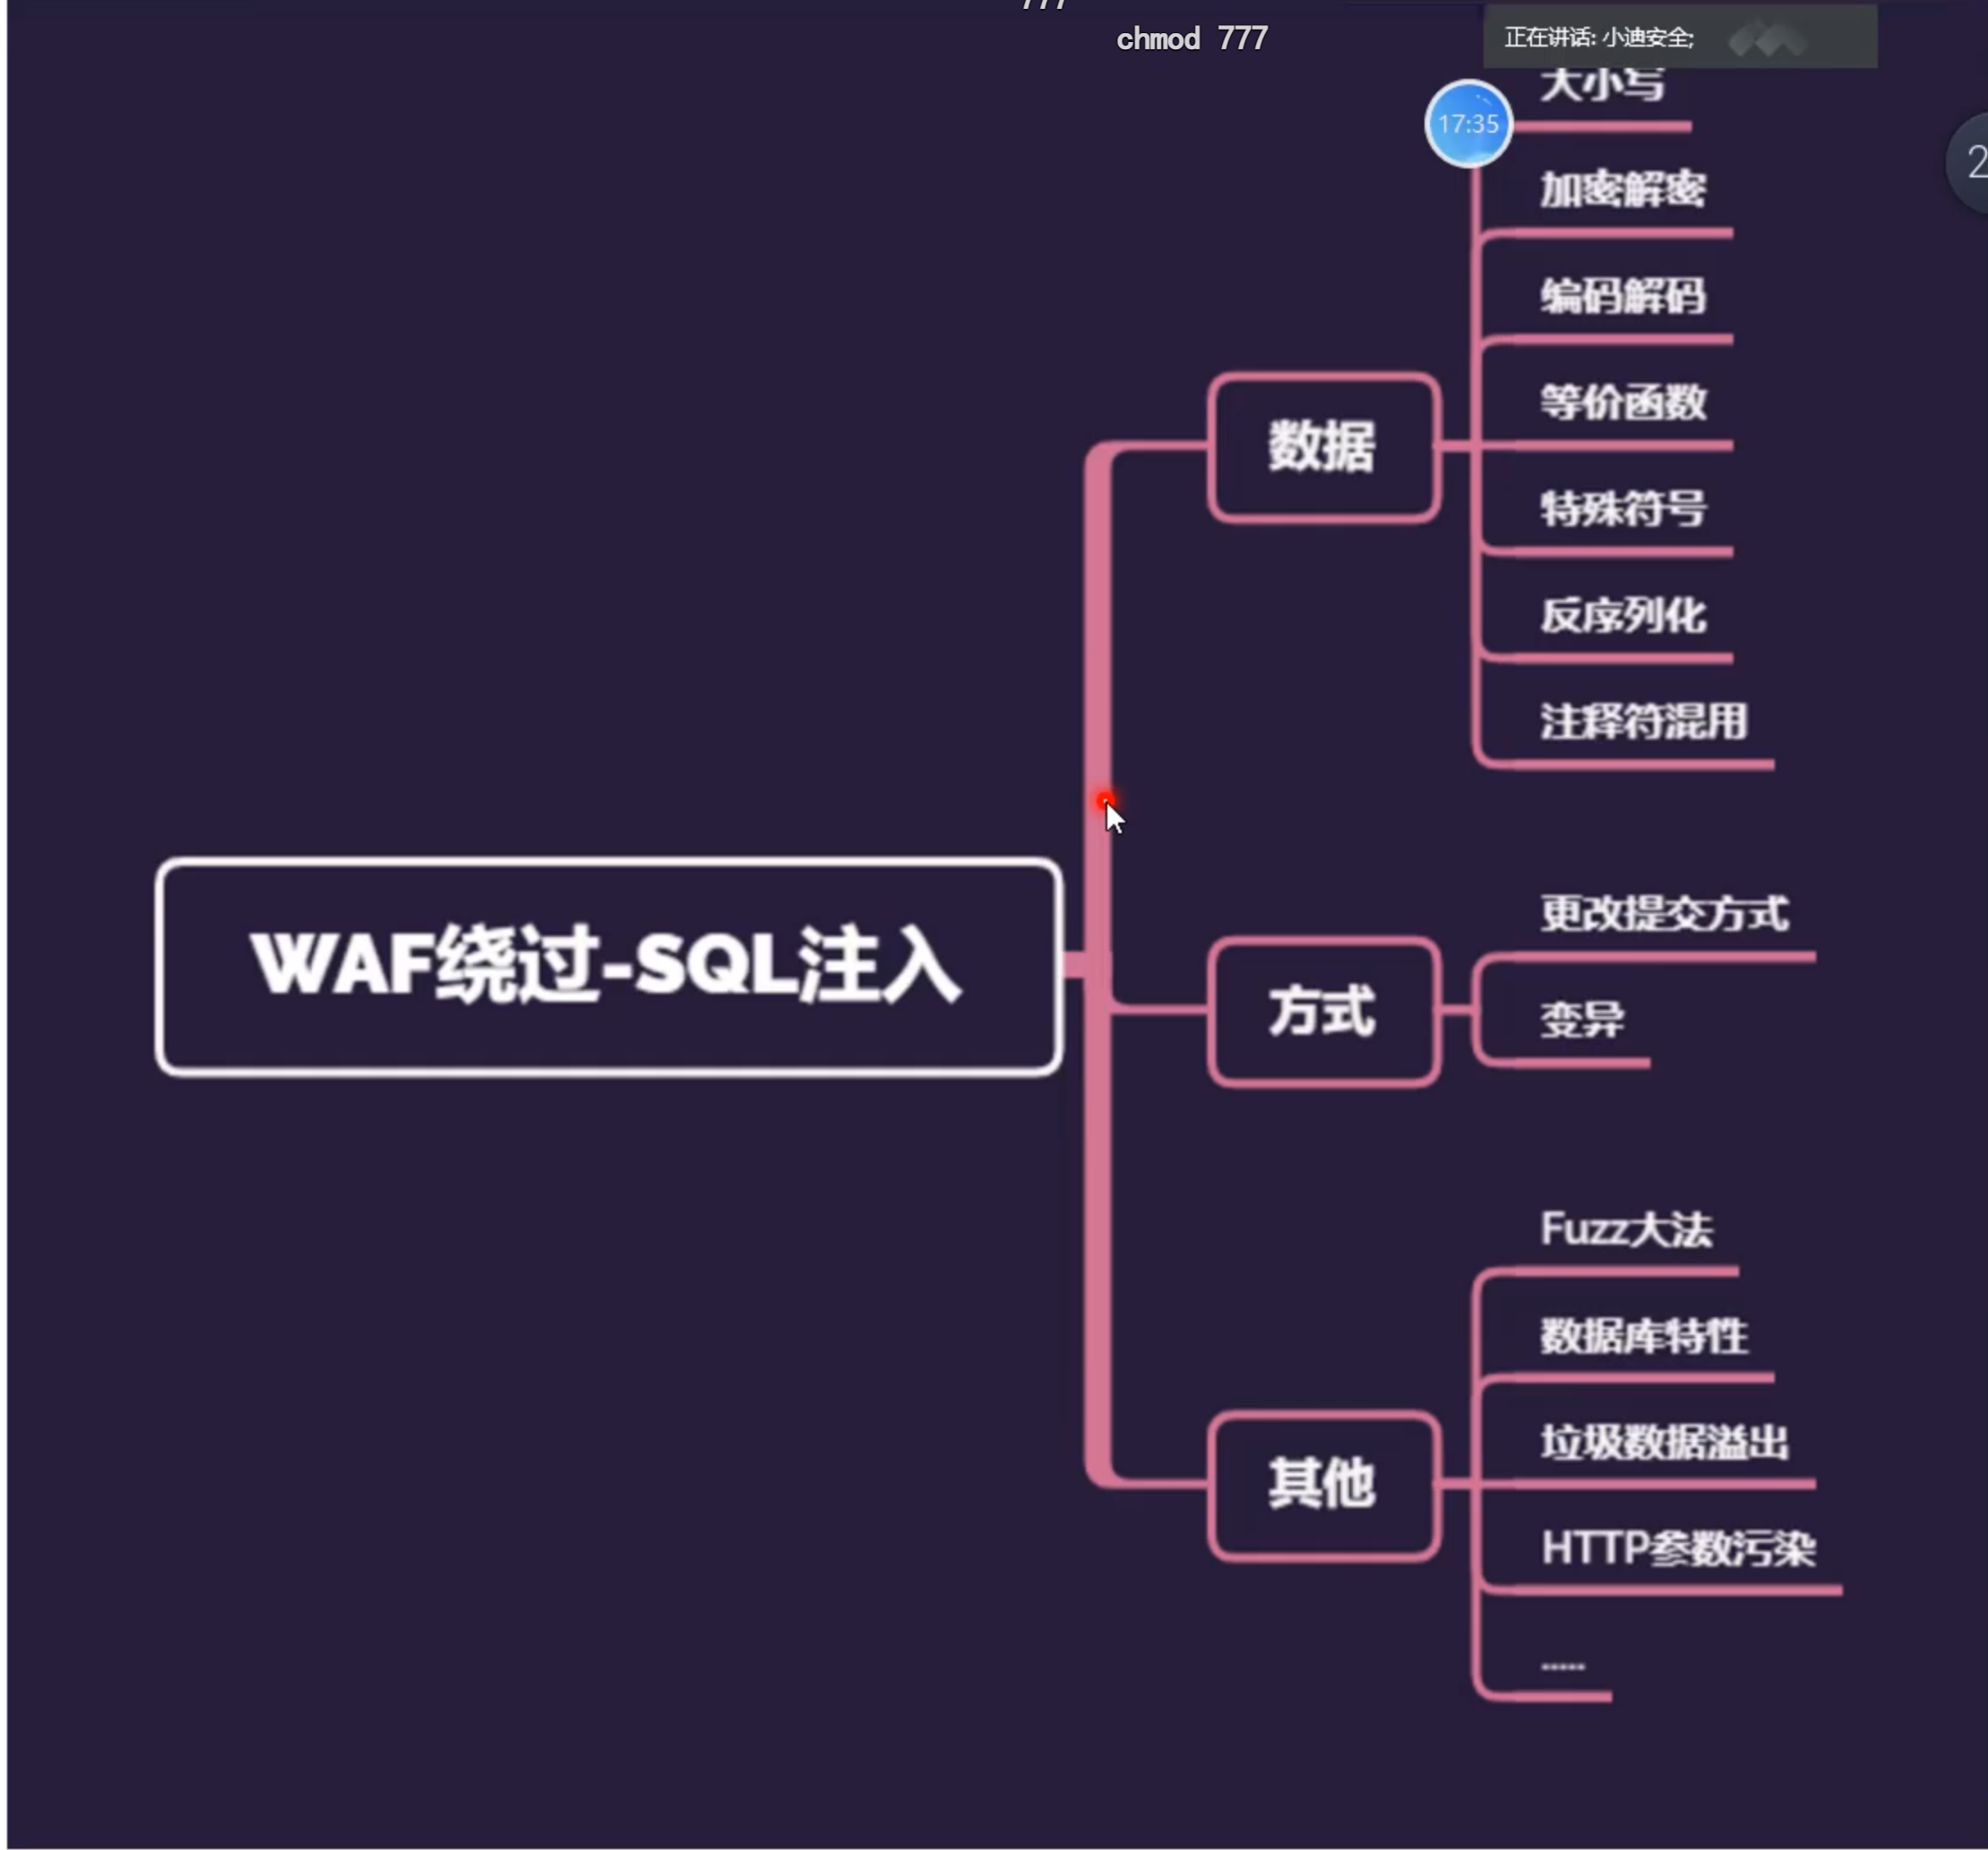 777
chmod 777
正在讲话: 小迪安全;
大小写
17:35
加密解密
编码解码
等价函数
数据
特殊符号
反序列化
注释符混用
更改提交方式
WAF绕过-SQL注入
方式
变异
Fuzz大法
数据库特性
垃圾数据溢出
其他
HTTP参数污染
.....
2